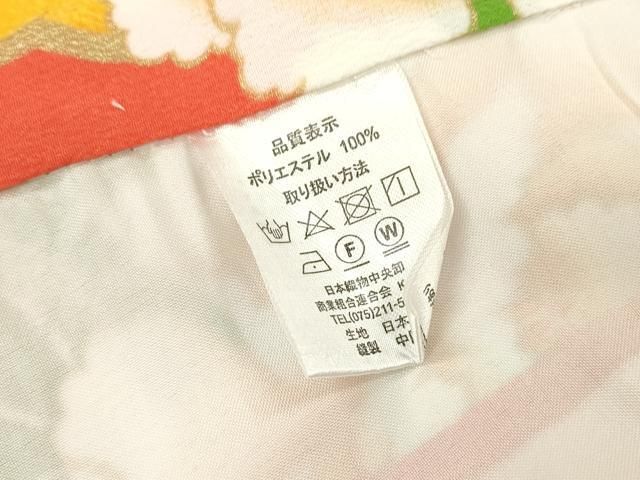 品質表示
ポリエステル 100%
取り扱い方法
F W
日本織物中央卸
商業組合連合会 K
TEL(075)211-5
生地 日本
縫製 中